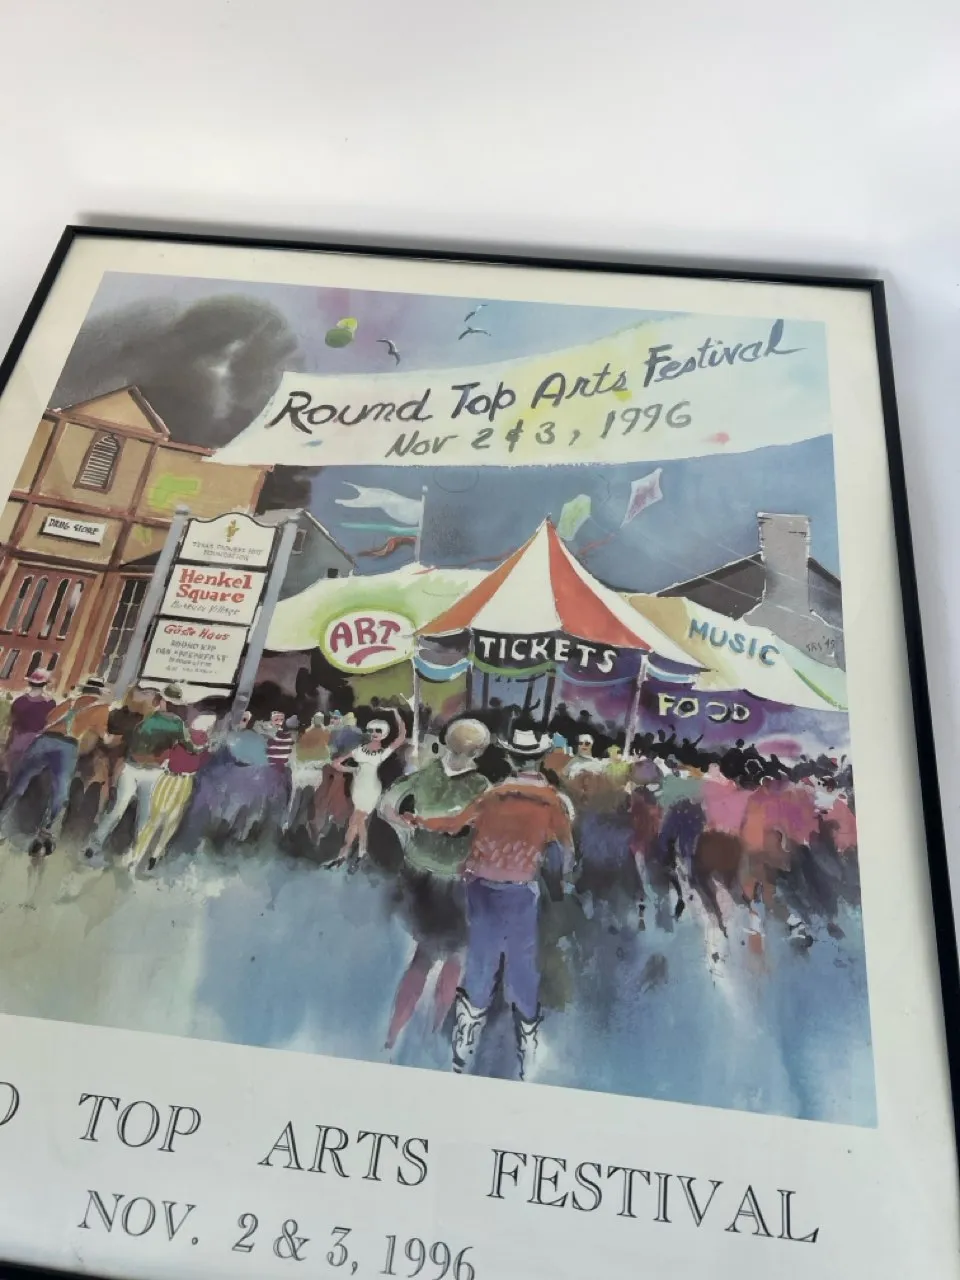 Round Top Arts Festival
Nov 2 & 3, 1996
DRUG STORE
Henkel
Square
ART
TICKETS
MUSIC
FOOD
TOP ARTS FESTIVAL
NOV. 2 & 3, 1996